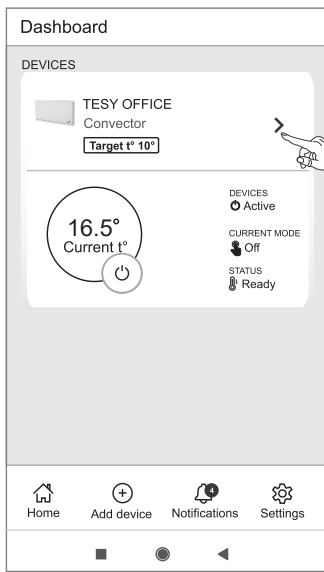 Dashboard
DEVICES
TESY OFFICE
Convector
Target t° 10°
16.5°
Current t°
DEVICES
Active
CURRENT MODE
Off
STATUS
Ready
4
Home
Add device
Notifications
Settings